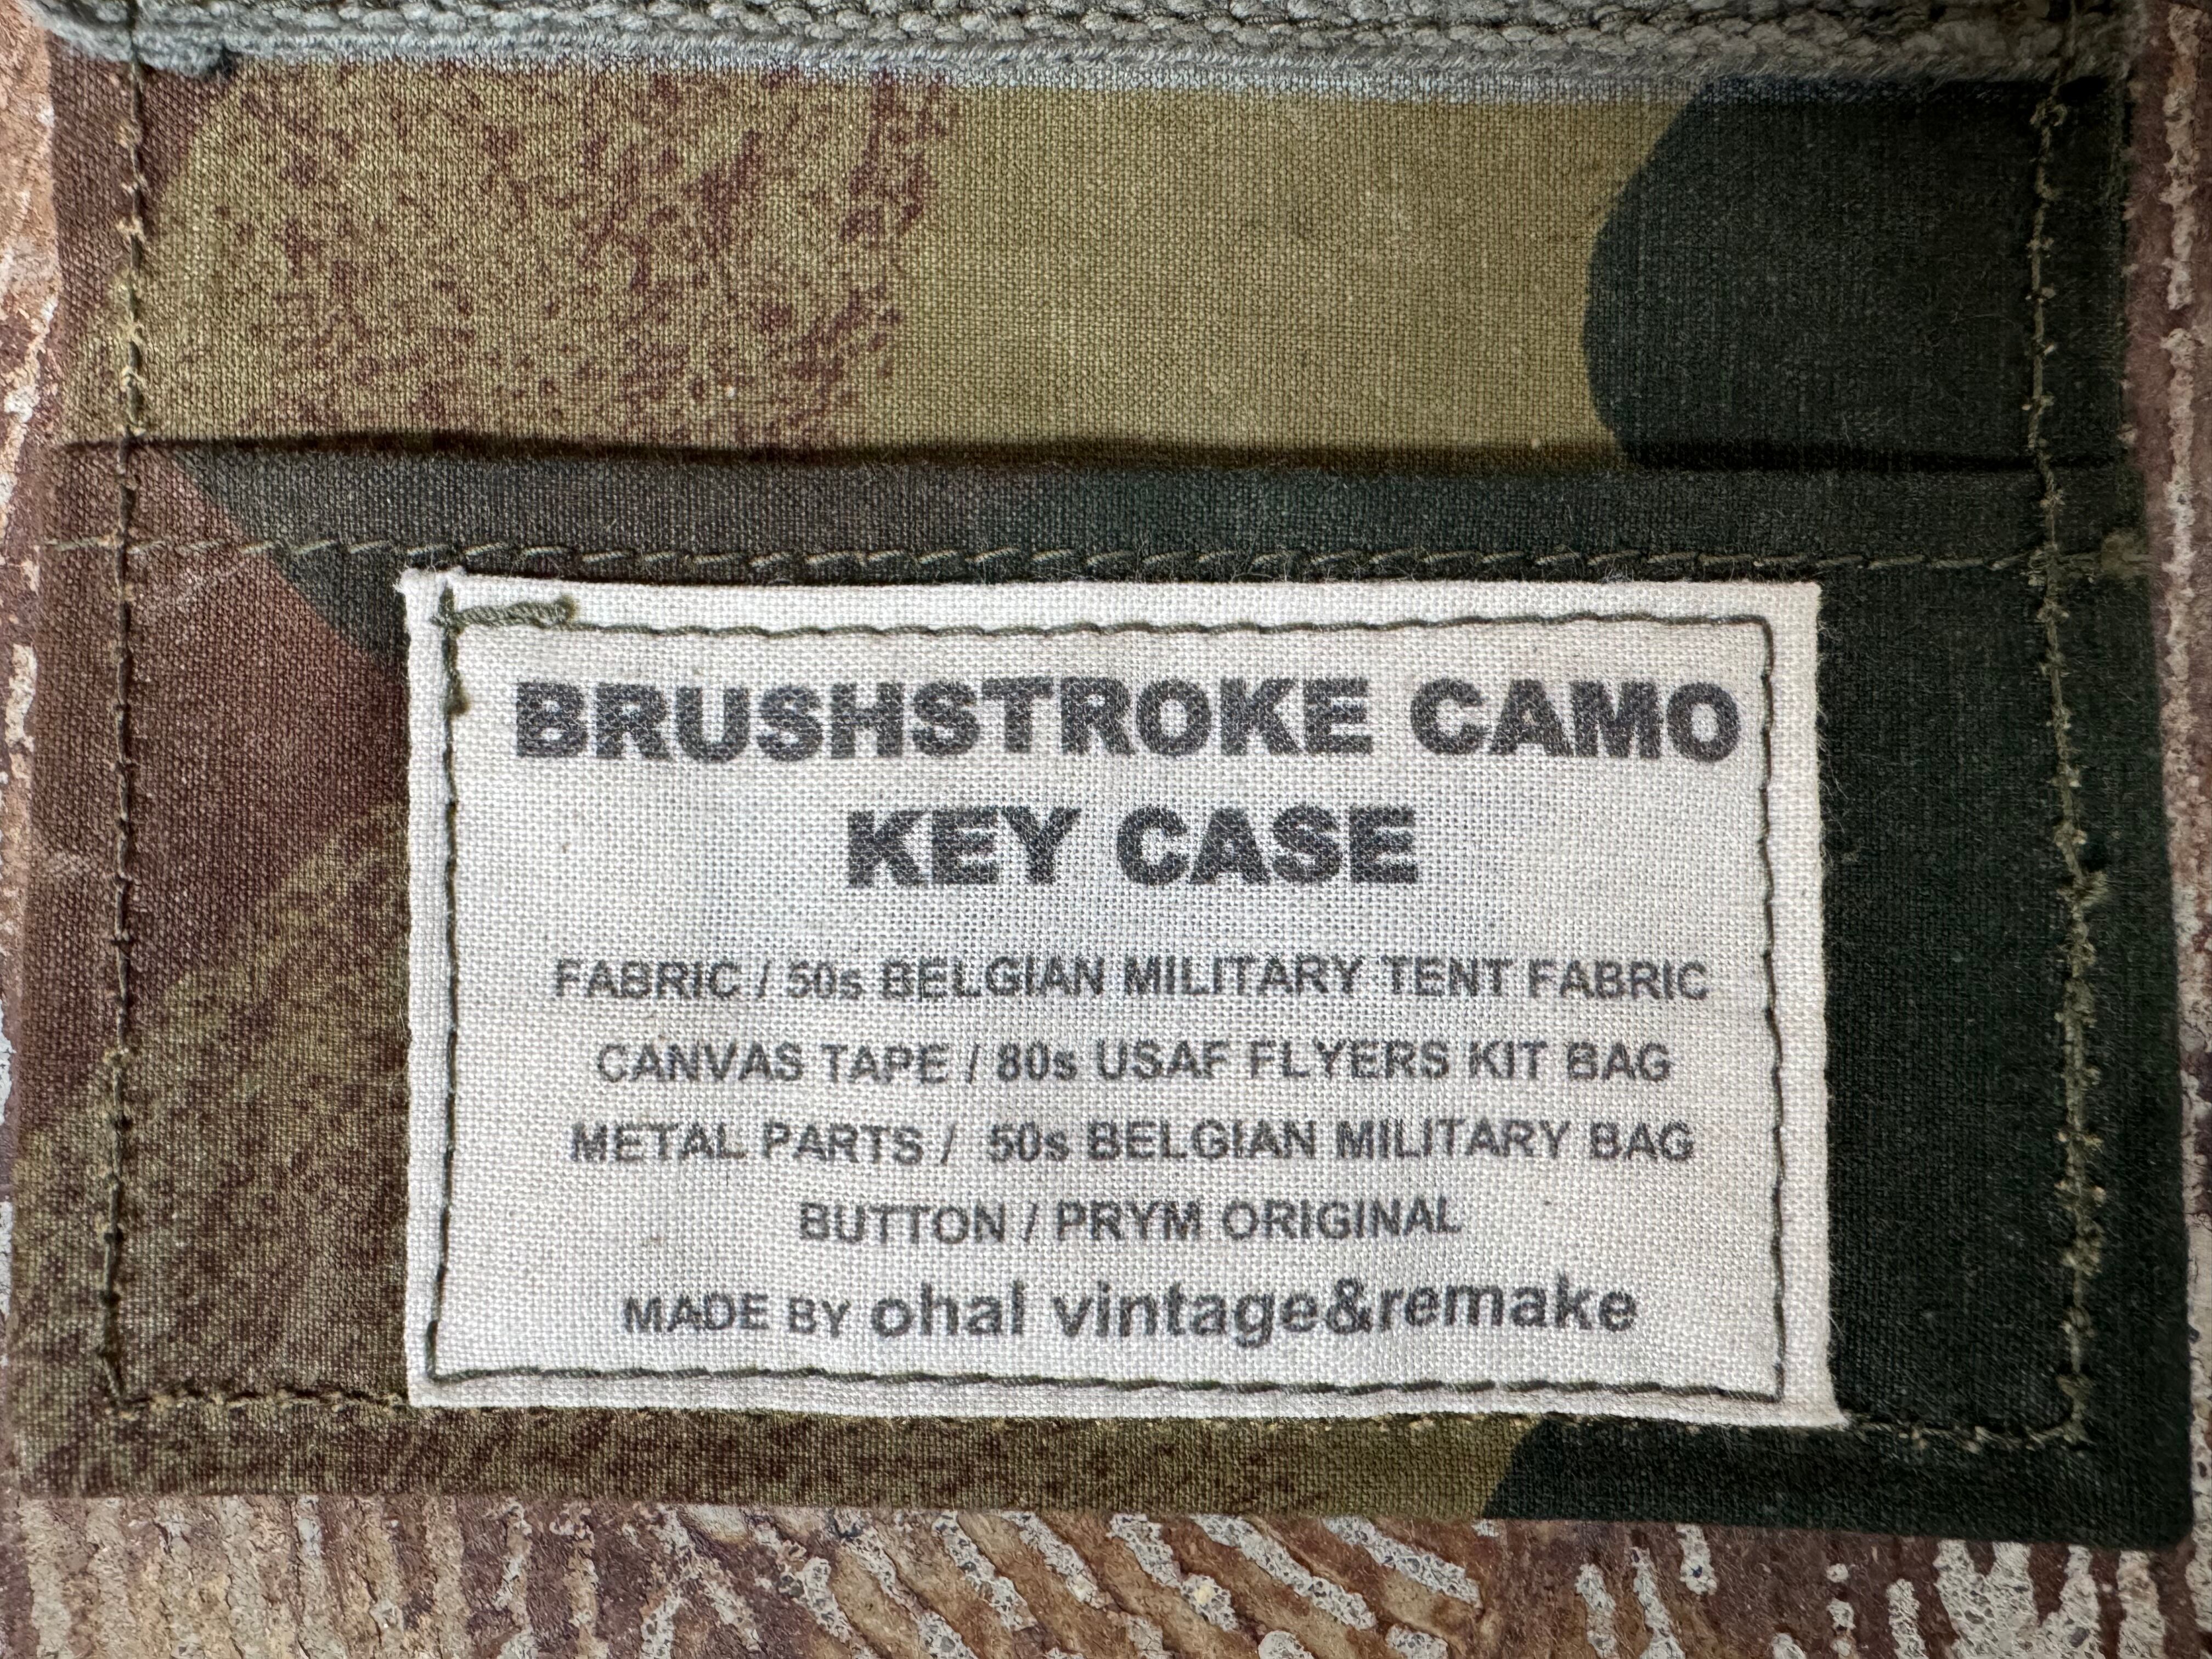 BRUSHSTROKE CAMO
KEY CASE
FABRIC / 50s BELGIAN MILITARY TENT FABRIC
CANVAS TAPE / 80s USAF FLYERS KIT BAG
METAL PARTS / 50s BELGIAN MILITARY BAG
BUTTON / PRYM ORIGINAL
MADE BY ohal vintage&remake